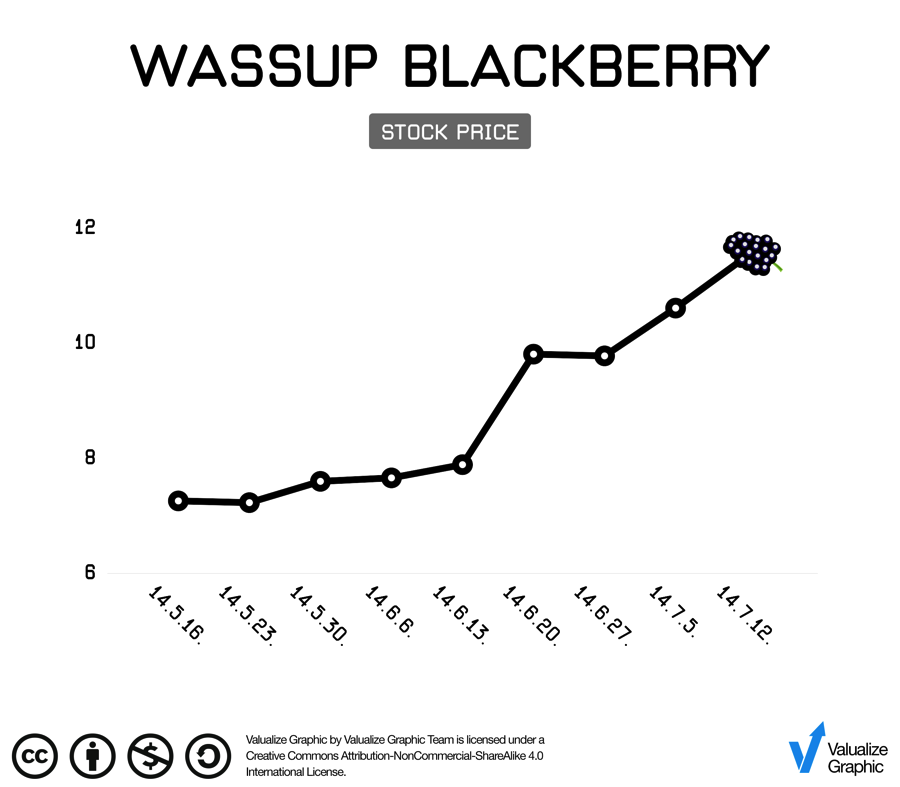 WASSUP BLACKBERRY
STOCK PRICE
12
10
8
6
14.5.16.
14.5.23.
14.5.30.
14.6.6.
14.6.13.
14.6.20.
14.6.27.
14.7.5.
14.7.12.
cc
Valualize Graphic by Valualize Graphic Team is licensed under a
Creative Commons Attribution-NonCommercial-ShareAlike 4.0
International License.
Valualize
Graphic